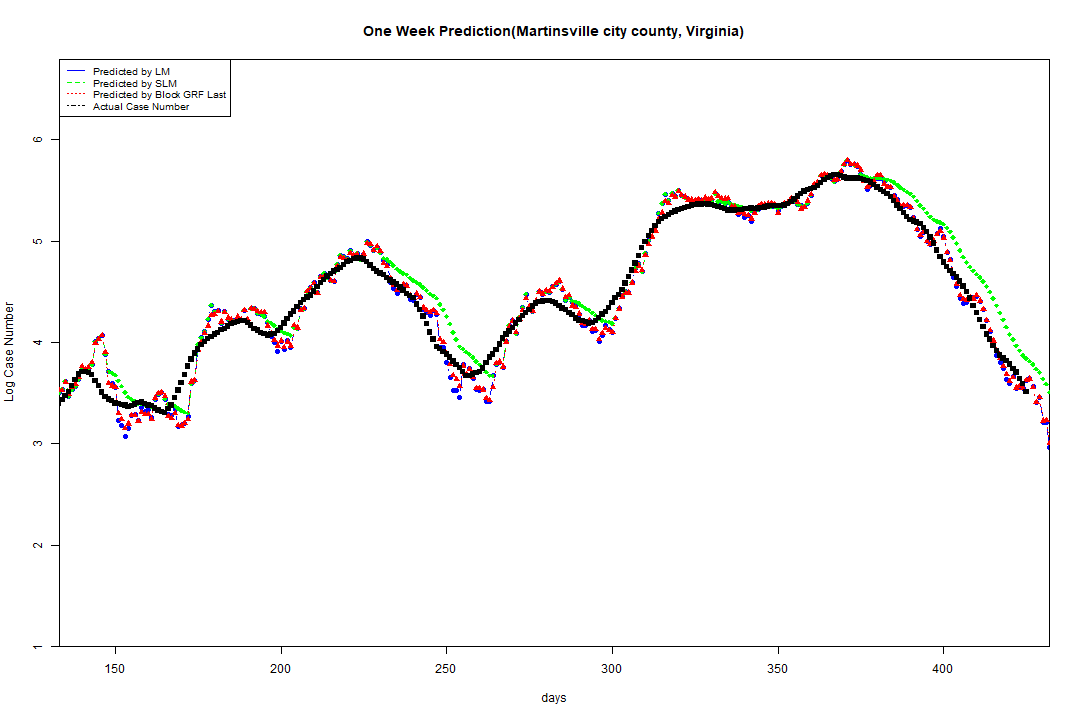 One Week Prediction(Martinsville city county, Virginia)
Predicted by LM
Predicted by SLM
Predicted by Block GRF Last
Actual Case Number
6
5
4
3
2
1
Log Case Number
150 200 250 300 350 400
days